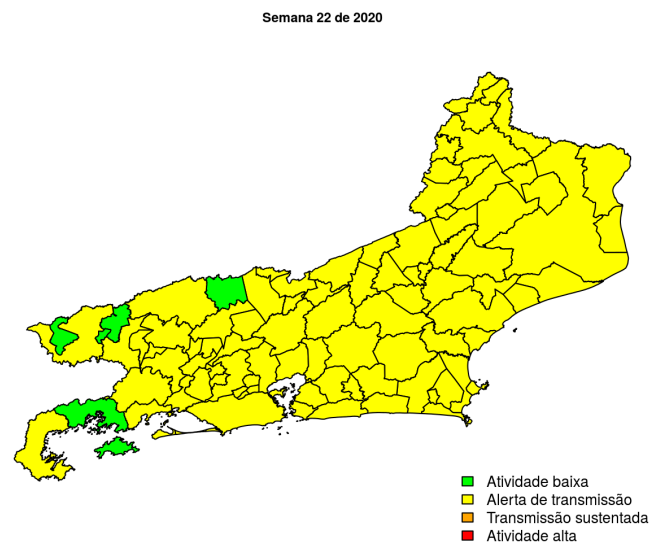 Semana 22 de 2020
Atividade baixa
Alerta de transmissão
Transmissão sustentada
Atividade alta